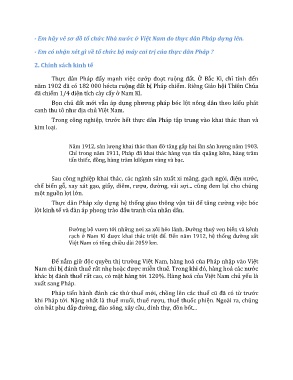 - Em hãy vẽ sơ đồ tổ chức Nhà nước ở Việt Nam do thực dân Pháp dựng lên.
- Em có nhận xét gì về tổ chức bộ máy cai trị của thực dân Pháp ?
2. Chính sách kinh tế
Thực dân Pháp đẩy mạnh việc cướp đoạt ruộng đất. Ở Bắc Kì, chỉ tính đến
năm 1902 đã có 182 000 hécta ruộng đất bị Pháp chiếm. Riêng Giáo hội Thiên Chúa
đã chiếm 1/4 diện tích cày cấy ở Nam Kì.
Bọn chủ đất mới vẫn áp dụng phương pháp bóc lột nông dân theo kiểu phát
canh thu tô như địa chủ Việt Nam.
Trong công nghiệp, trước hết thực dân Pháp tập trung vào khai thác than và
kim loại.
Năm 1912, sản lượng khai thác than đã tăng gấp hai lần sản lượng năm 1903.
Chỉ trong năm 1911, Pháp đã khai thác hàng vạn tấn quặng kẽm, hàng trăm
tấn thiếc, đồng, hàng trăm kilôgam vàng và bạc.
Sau công nghiệp khai thác, các ngành sản xuất xi măng, gạch ngói, điện nước,
chế biến gỗ, xay xát gạo, giấy, diêm, rượu, đường, vải sợi... cũng đem lại cho chúng
một nguồn lợi lớn.
Thực dân Pháp xây dựng hệ thống giao thông vận tải để tăng cường việc bóc
lột kinh tế và đàn áp phong trào đấu tranh của nhân dân.
Đường bộ vươn tới những nơi xa xôi hẻo lánh. Đường thuỷ ven biển và kênh
rạch ở Nam Kì được khai thác triệt để. Đến năm 1912, hệ thống đường sắt
Việt Nam có tổng chiều dài 2059 km.
Để nắm giữ độc quyền thị trường Việt Nam, hàng hoá của Pháp nhập vào Việt
Nam chỉ bị đánh thuế rất nhẹ hoặc được miễn thuế. Trong khi đó, hàng hoá các nước
khác bị đánh thuế rất cao, có mặt hàng tới 120%. Hàng hoá của Việt Nam chủ yếu là
xuất sang Pháp.
Pháp tiến hành đánh các thứ thuế mới, chồng lên các thuế cũ đã có từ trước
khi Pháp tới. Nặng nhất là thuế muối, thuế rượu, thuế thuốc phiện. Ngoài ra, chúng
còn bắt phu đắp đường, đào sông, xây cầu, dinh thự, đồn bốt,...